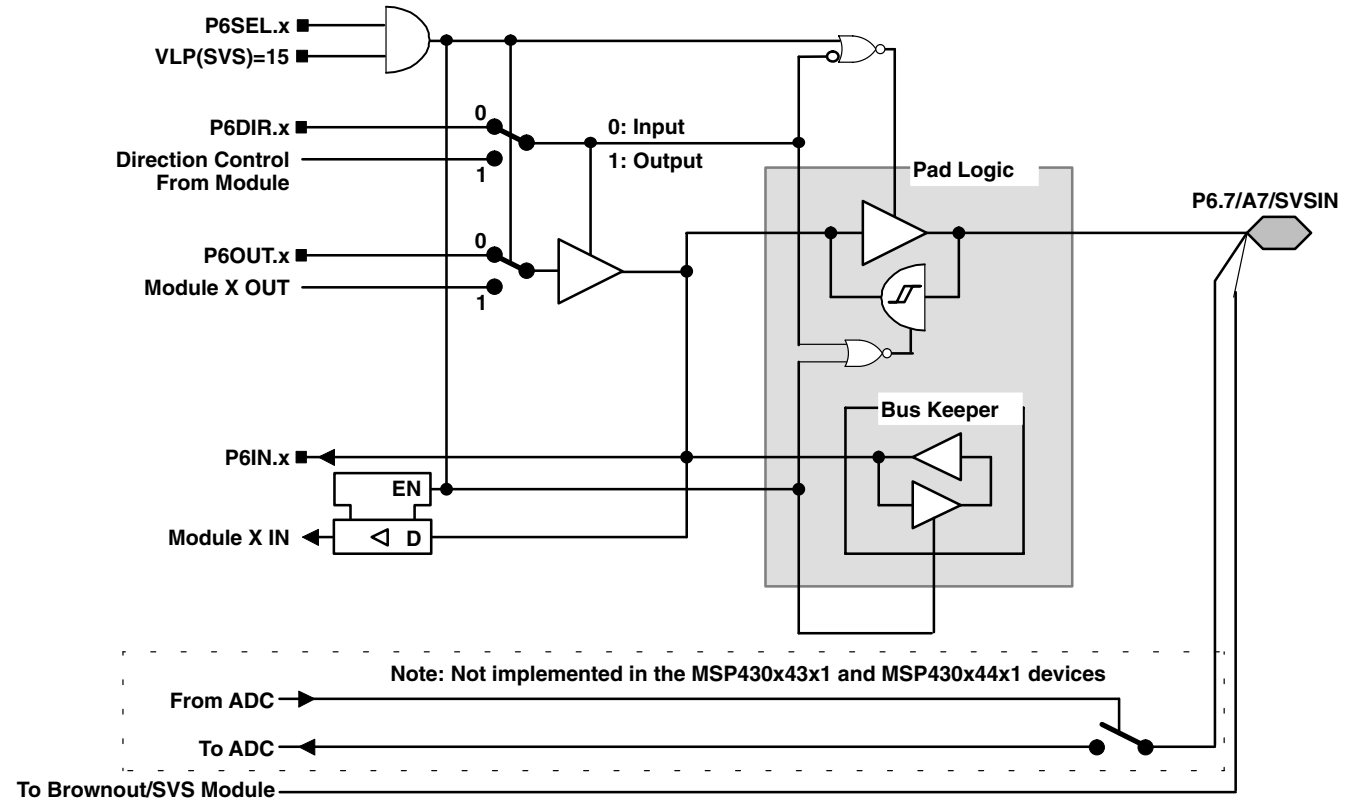 P6SEL.x
VLP(SVS)=15
P6DIR.x
0
0: Input
Direction Control
From Module
1
1: Output
Pad Logic
P6.7/A7/SVSIN
P6OUT.x
0
Module X OUT
1
Bus Keeper
P6IN.x
EN
Module X IN
D
Note: Not implemented in the MSP430x43x1 and MSP430x44x1 devices
From ADC
To ADC
To Brownout/SVS Module